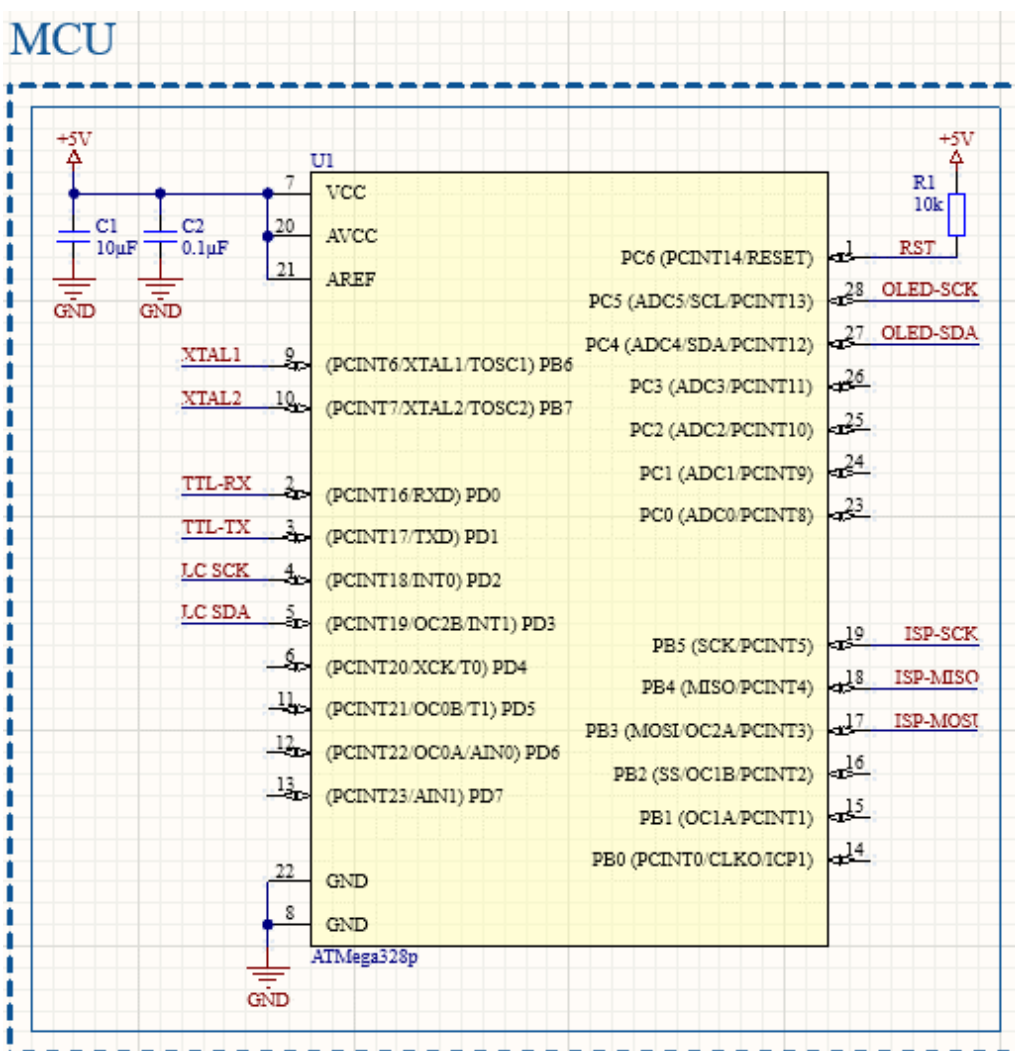 MCU
+5V
C1
10µF
C2
0.1µF
GND
GND
U1
7
VCC
20
AVCC
21
AREF
XTAL1
9
(PCINT6/XTAL1/TOSC1) PB6
XTAL2
10
(PCINT7/XTAL2/TOSC2) PB7
TTL-RX
2
(PCINT16/RXD) PD0
TTL-TX
3
(PCINT17/TXD) PD1
LC SCK
4
(PCINT18/INT0) PD2
LC SDA
5
(PCINT19/OC2B/INT1) PD3
6
(PCINT20/XCK/T0) PD4
11
(PCINT21/OC0B/T1) PD5
12
(PCINT22/OC0A/AIN0) PD6
13
(PCINT23/AIN1) PD7
22
GND
8
GND
GND
ATMega328p
+5V
R1
10k
PC6 (PCINT14/RESET)
1
RST
PC5 (ADC5/SCL/PCINT13)
28
OLED-SCK
PC4 (ADC4/SDA/PCINT12)
27
OLED-SDA
PC3 (ADC3/PCINT11)
26
PC2 (ADC2/PCINT10)
25
PC1 (ADC1/PCINT9)
24
PC0 (ADC0/PCINT8)
23
PB5 (SCK/PCINT5)
19
ISP-SCK
PB4 (MISO/PCINT4)
18
ISP-MISO
PB3 (MOSI/OC2A/PCINT3)
17
ISP-MOSI
PB2 (SS/OC1B/PCINT2)
16
PB1 (OC1A/PCINT1)
15
PB0 (PCINT0/CLKO/ICP1)
14